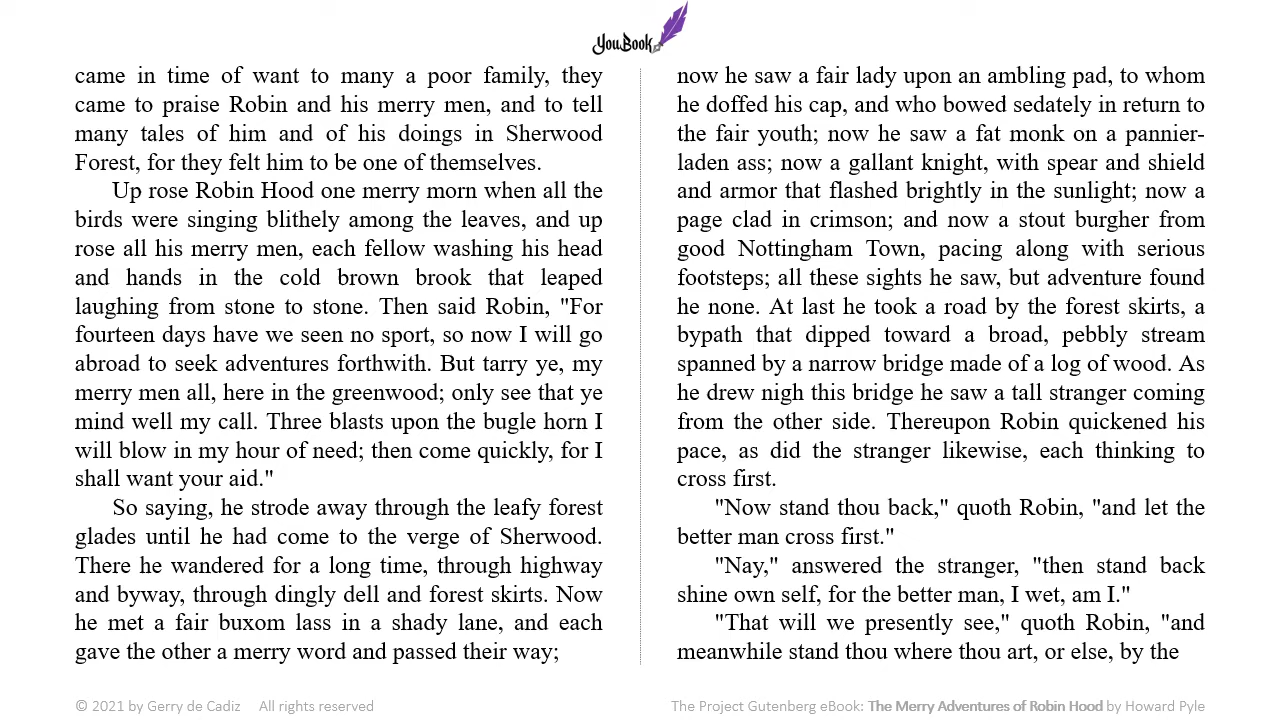 YouBook
came in time of want to many a poor family, they
came to praise Robin and his merry men, and to tell
many tales of him and of his doings in Sherwood
Forest, for they felt him to be one of themselves.
Up rose Robin Hood one merry morn when all the
birds were singing blithely among the leaves, and up
rose all his merry men, each fellow washing his head
and hands in the cold brown brook that leaped
laughing from stone to stone. Then said Robin, "For
fourteen days have we seen no sport, so now I will go
abroad to seek adventures forthwith. But tarry ye, my
merry men all, here in the greenwood; only see that ye
mind well my call. Three blasts upon the bugle horn I
will blow in my hour of need; then come quickly, for I
shall want your aid."
So saying, he strode away through the leafy forest
glades until he had come to the verge of Sherwood.
There he wandered for a long time, through highway
and byway, through dingly dell and forest skirts. Now
he met a fair buxom lass in a shady lane, and each
gave the other a merry word and passed their way;
now he saw a fair lady upon an ambling pad, to whom
he doffed his cap, and who bowed sedately in return to
the fair youth; now he saw a fat monk on a pannier-
laden ass; now a gallant knight, with spear and shield
and armor that flashed brightly in the sunlight; now a
page clad in crimson; and now a stout burgher from
good Nottingham Town, pacing along with serious
footsteps; all these sights he saw, but adventure found
he none. At last he took a road by the forest skirts, a
bypath that dipped toward a broad, pebbly stream
spanned by a narrow bridge made of a log of wood. As
he drew nigh this bridge he saw a tall stranger coming
from the other side. Thereupon Robin quickened his
pace, as did the stranger likewise, each thinking to
cross first.
"Now stand thou back," quoth Robin, "and let the
better man cross first."
"Nay," answered the stranger, "then stand back
shine own self, for the better man, I wet, am I."
"That will we presently see," quoth Robin, "and
meanwhile stand thou where thou art, or else, by the
© 2021 by Gerry de Cadiz All rights reserved
The Project Gutenberg eBook: The Merry Adventures of Robin Hood by Howard Pyle